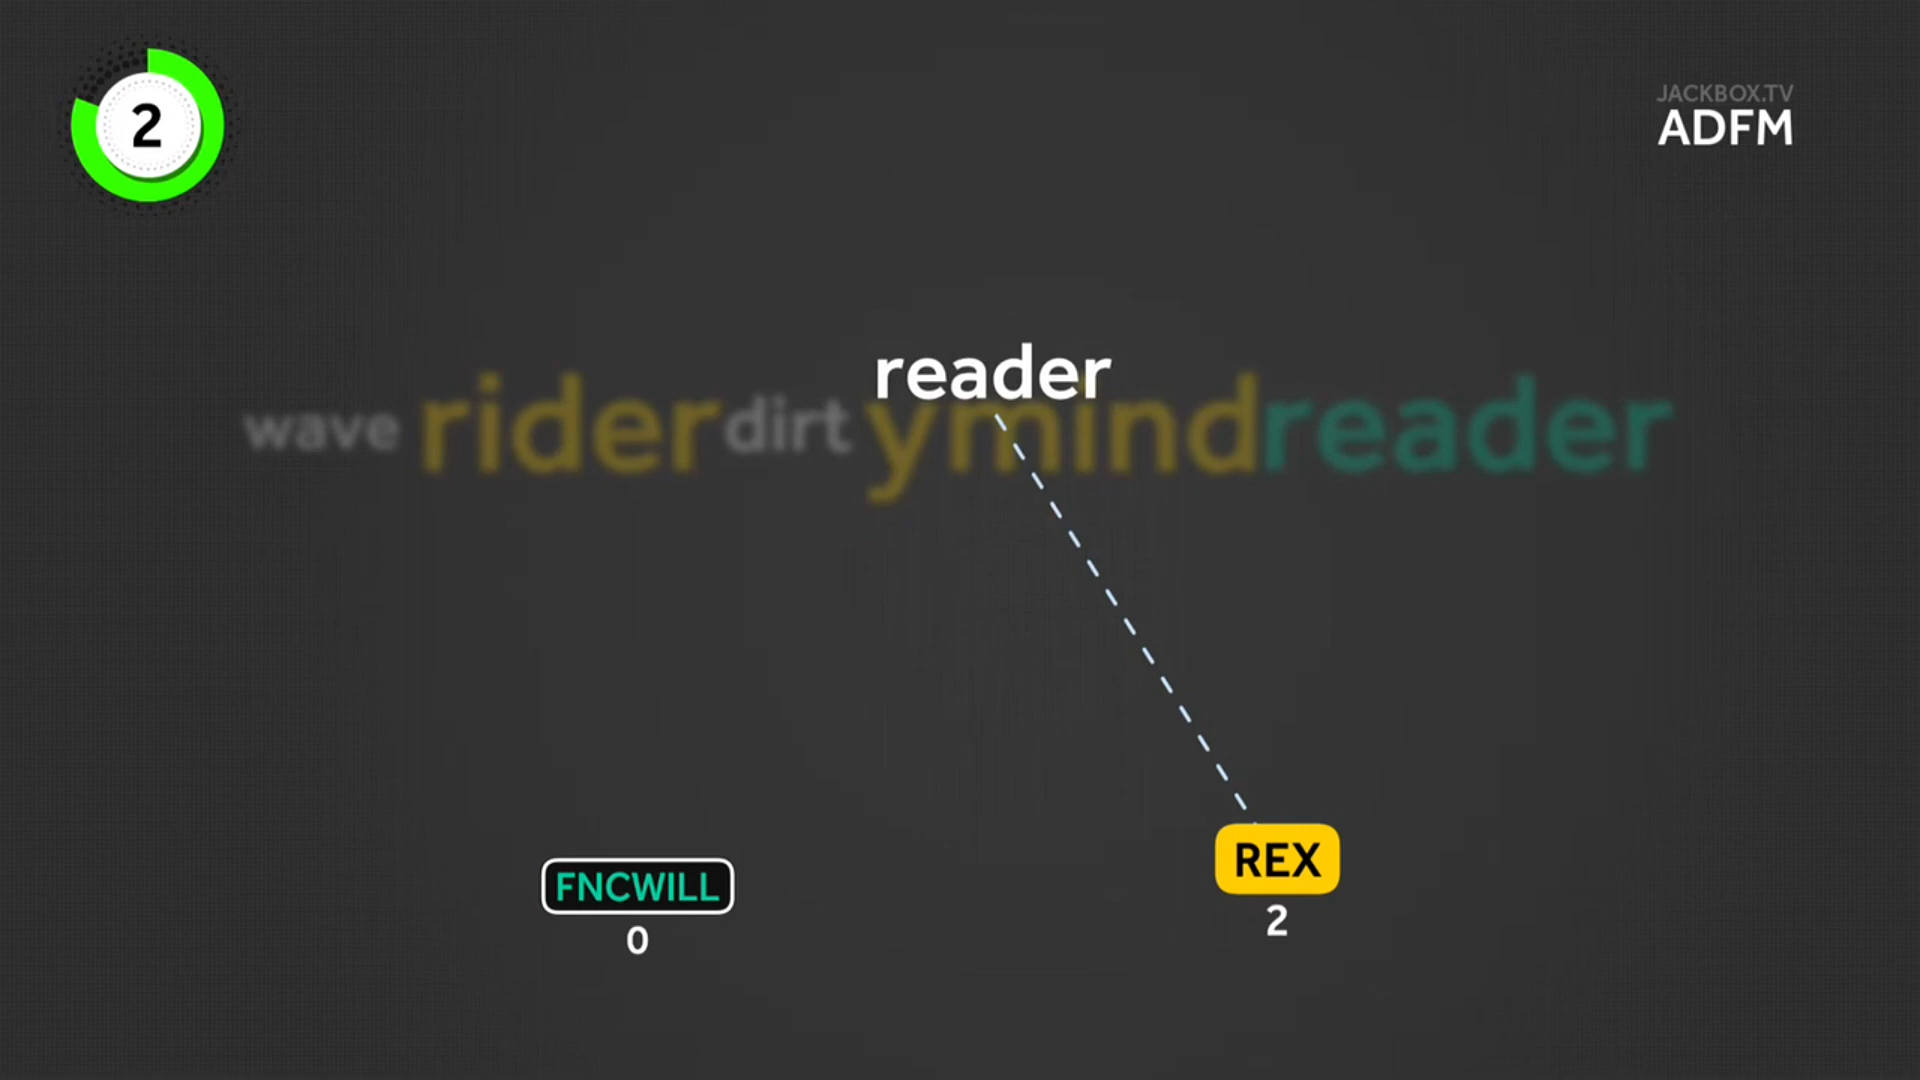 2
JACKBOX.TV
ADFM
reader
wave rider dirt ymindreader
FNCWILL
0
REX
2